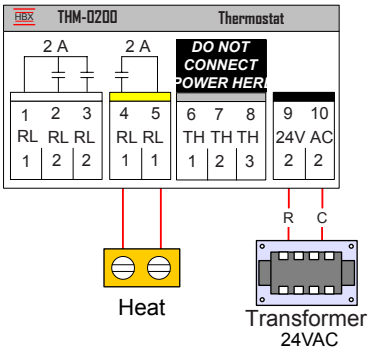 HBX THM-0200 Thermostat
2 A 2 A DO NOT
CONNECT
POWER HER
1 2 3 4 5 6 7 8 9 10
RL RL RL RL RL TH TH TH 24V AC
1 2 2 1 1 1 2 3 2 2
R C
Heat
Transformer
24VAC